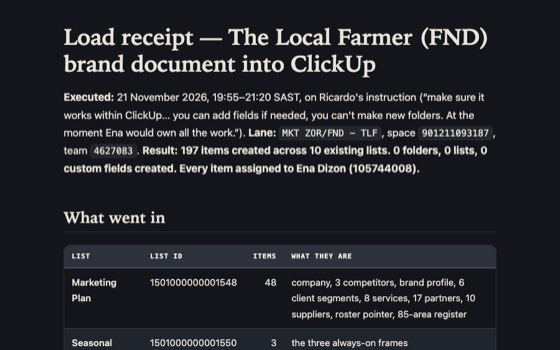 Load receipt — The Local Farmer (FND)
brand document into ClickUp
Executed: 21 November 2026, 19:55–21:20 SAST, on Ricardo's instruction ("make sure it
works within ClickUp... you can add fields if needed, you can't make new folders. At the
moment Ena would own all the work."). Lane: MKT ZOR/FND — TLF, space 901211093187,
team 4627083. Result: 197 items created across 10 existing lists. 0 folders, 0 lists, 0
custom fields created. Every item assigned to Ena Dizon (105744008).
What went in
LIST LIST ID ITEMS WHAT THEY ARE
Marketing Plan 1501000000001548 48 company, 3 competitors, brand profile, 6
client segments, 8 services, 17 partners, 10
suppliers, roster pointer, 85-area register
Seasonal 1501000000001550 3 the three always-on frames